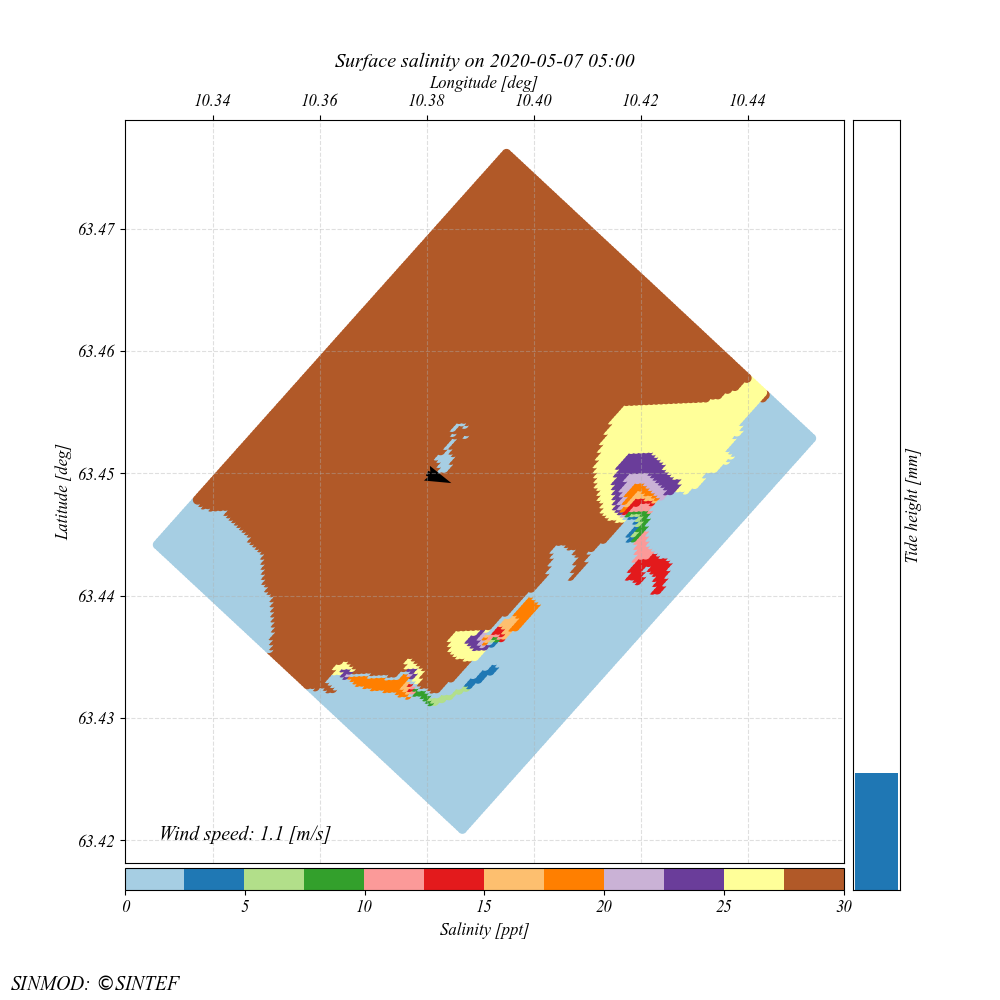 Surface salinity on 2020-05-07 05:00
Longitude [deg]
10.34 10.36 10.38 10.40 10.42 10.44
63.47
63.46
63.45
63.44
63.43
63.42
Latitude [deg]
Tide height [mm]
Wind speed: 1.1 [m/s]
0 5 10 15 20 25 30
Salinity [ppt]
SINMOD: ©SINTEF